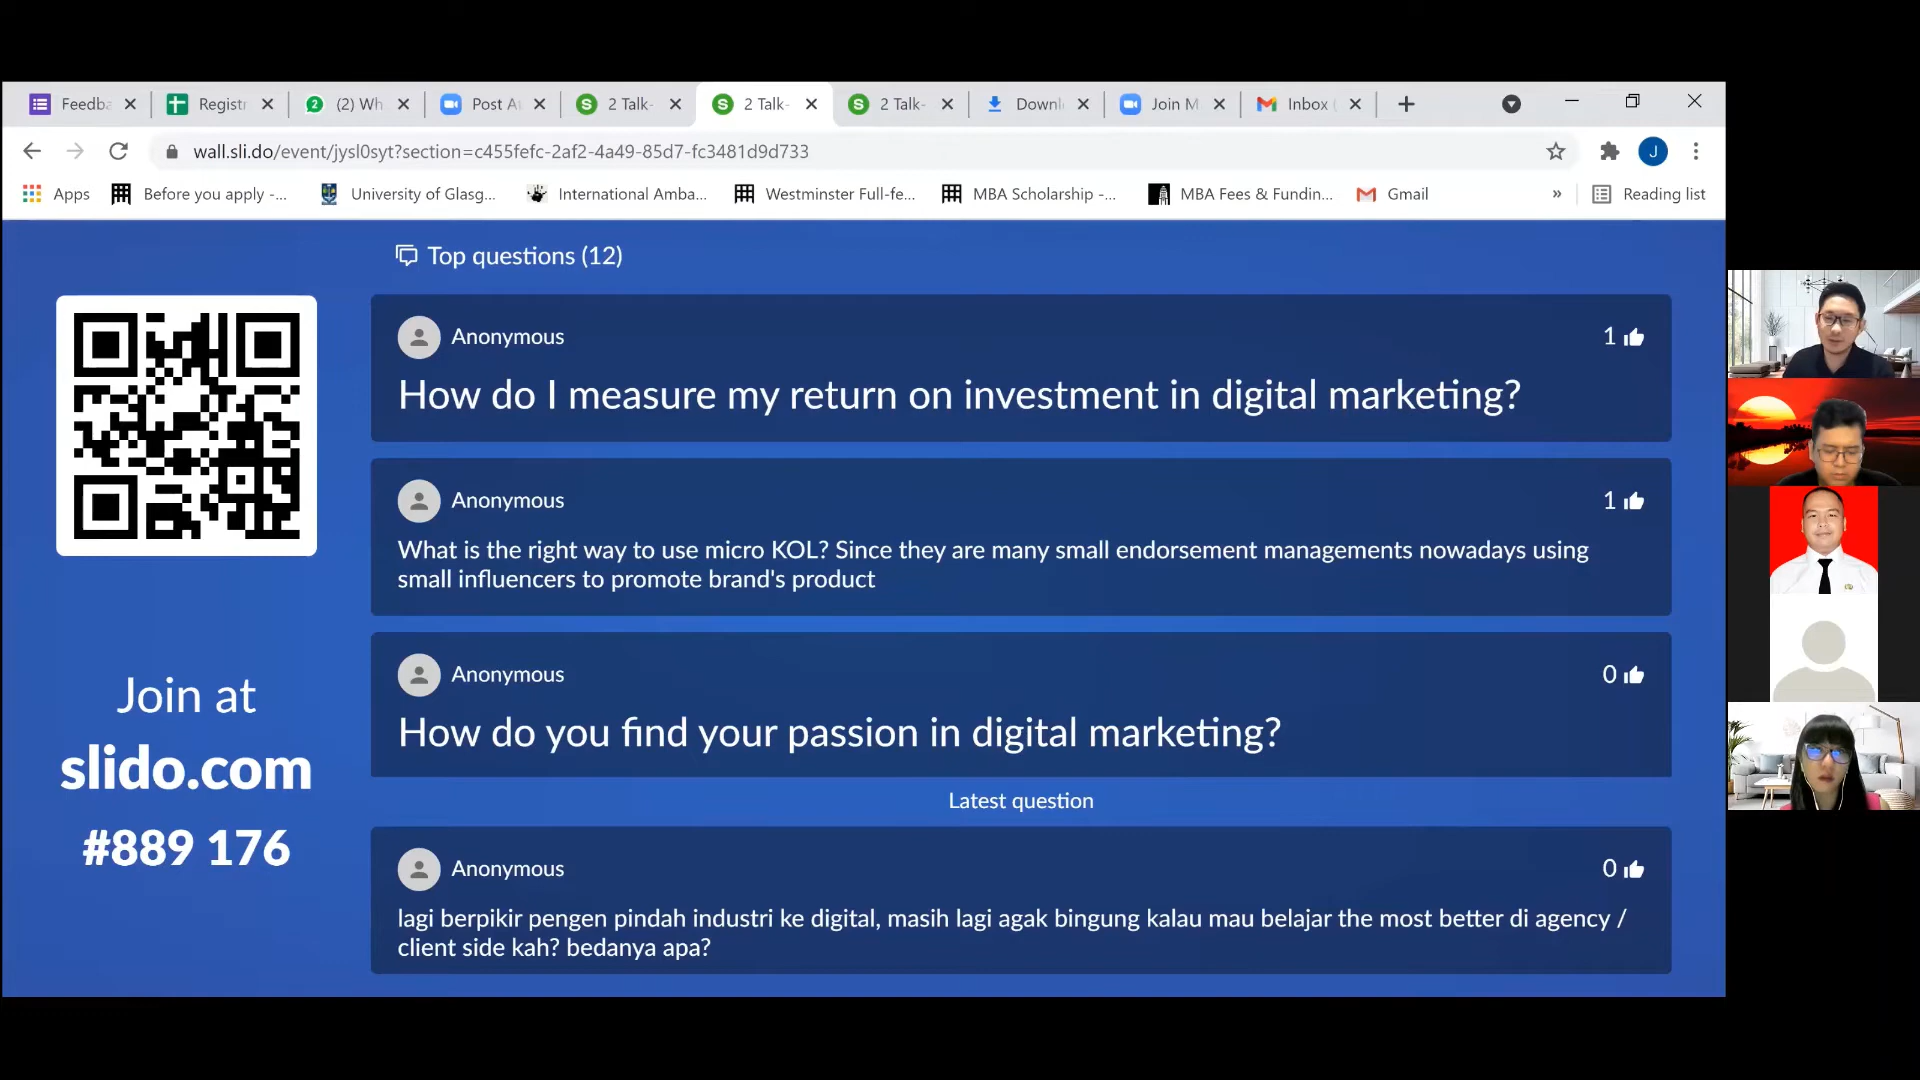 Feedba
Registr
(2) Wh
Post A
2 Talk-
2 Talk-
2 Talk-
Downl
Join M
Inbox (
wall.sli.do/event/jysl0syt?section=c455fefc-2af2-4a49-85d7-fc3481d9d733
J
Apps
Before you apply -...
University of Glasg...
International Amba...
Westminster Full-fe...
MBA Scholarship -...
MBA Fees & Fundin...
Gmail
»
Reading list
Top questions (12)
Anonymous
1
How do I measure my return on investment in digital marketing?
Anonymous
1
What is the right way to use micro KOL? Since they are many small endorsement managements nowadays using
small influencers to promote brand's product
Anonymous
0
How do you find your passion in digital marketing?
Latest question
Anonymous
0
lagi berpikir pengen pindah industri ke digital, masih lagi agak bingung kalau mau belajar the most better di agency /
client side kah? bedanya apa?
Join at
slido.com
#889 176